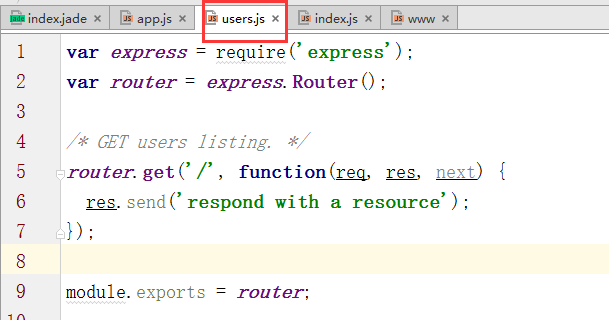 index.jade app.js users.js index.js www
1 var express = require('express');
2 var router = express.Router();
3
4 /* GET users listing. */
5 router.get('/', function(req, res, next) {
6 res.send('respond with a resource');
7 });
8
9 module.exports = router;
10